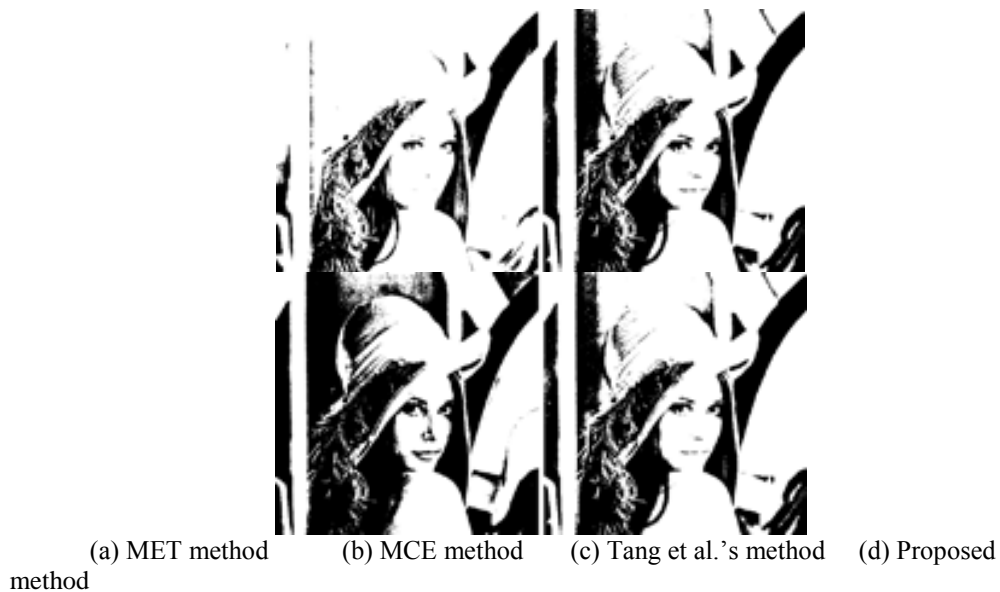 (a) MET method (b) MCE method (c) Tang et al.’s method (d) Proposed
method